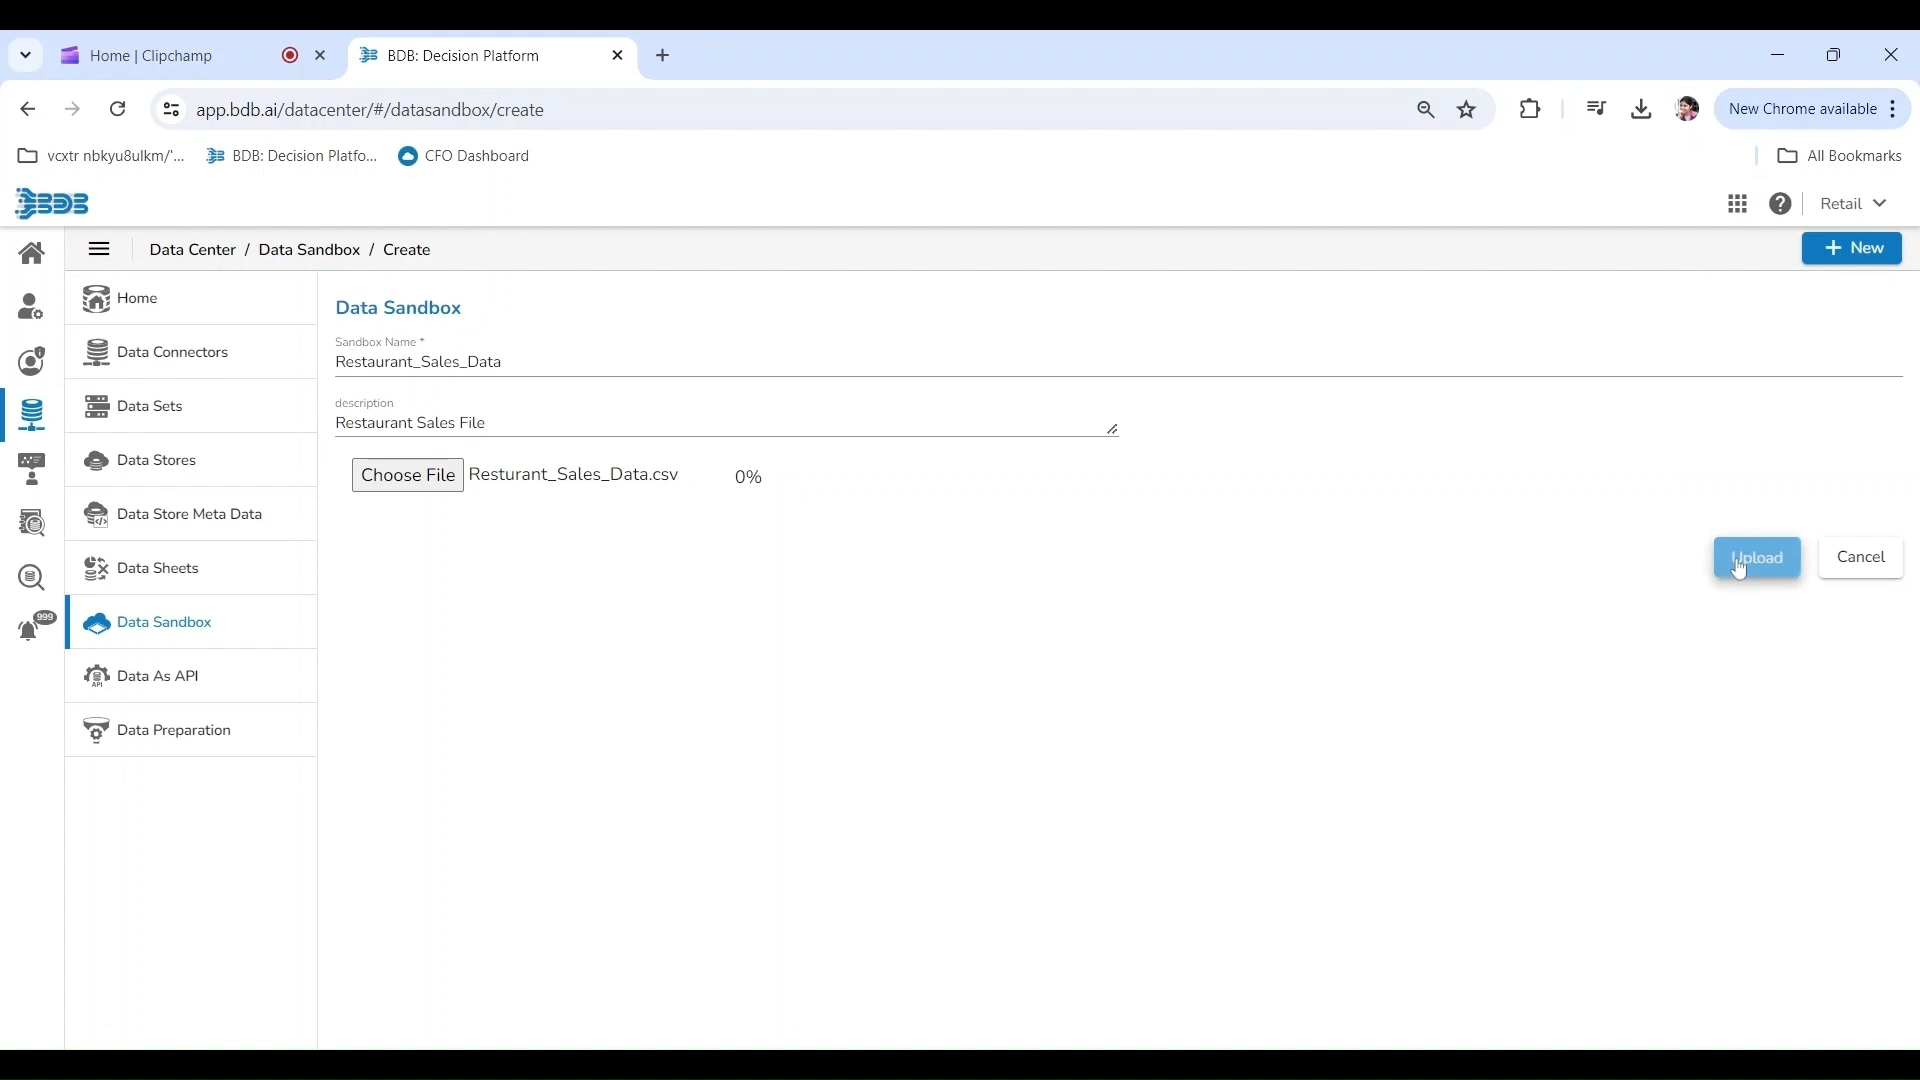 Home | Clipchamp
BDB: Decision Platform
app.bdb.ai/datacenter/#/datasandbox/create
New Chrome available
vcxtr nbkyu8ulkm/'...
BDB: Decision Platfo...
CFO Dashboard
All Bookmarks
BDB
Retail
Data Center / Data Sandbox / Create
+ New
Home
Data Connectors
Data Sets
Data Stores
Data Store Meta Data
Data Sheets
Data Sandbox
Data As API
Data Preparation
999
Data Sandbox
Sandbox Name *
Restaurant_Sales_Data
description
Restaurant Sales File
Choose File Resturant_Sales_Data.csv 0%
Upload
Cancel